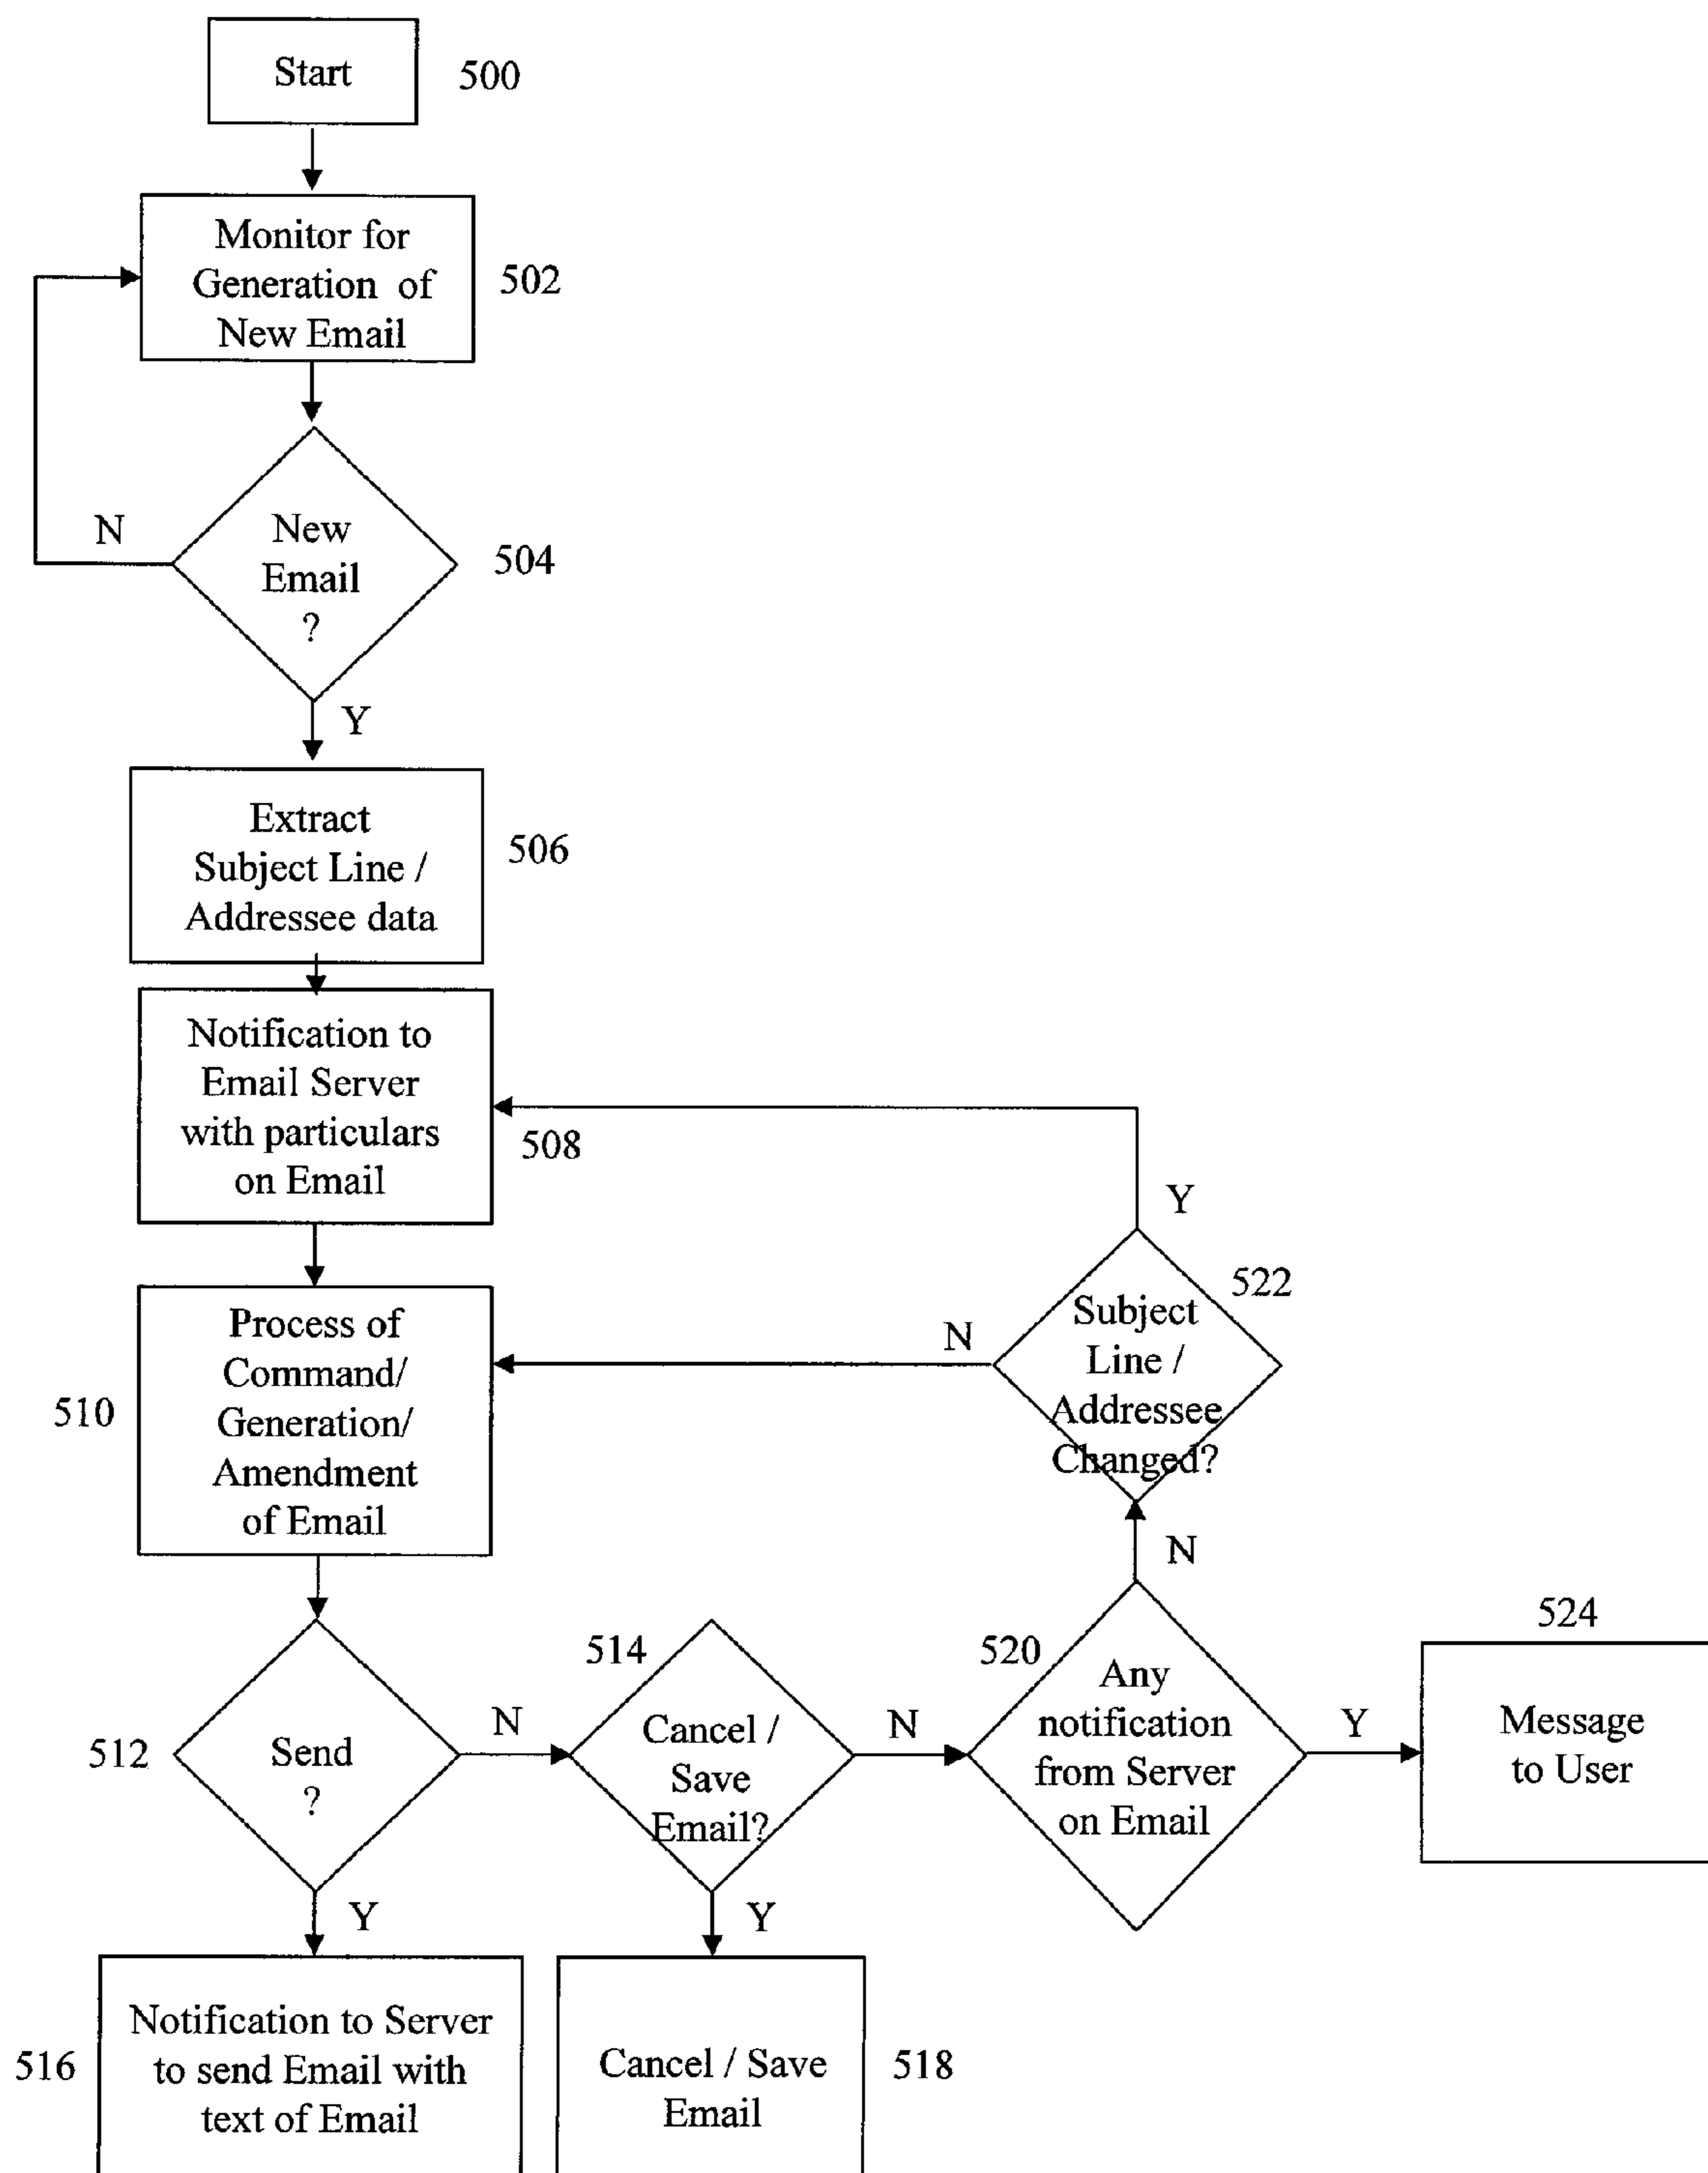 Start
500
Monitor for
Generation of
New Email
502
N
New
Email
?
504
Y
Extract
Subject Line /
Addressee data
506
Notification to
Email Server
with particulars
on Email
508
Y
522
Subject
Line /
Addressee
Changed?
N
Process of
Command/
Generation/
Amendment
of Email
510
N
524
512
Send
?
N
514
Cancel /
Save
Email?
N
520
Any
notification
from Server
on Email
Y
Message
to User
Y
Y
516
Notification to Server
to send Email with
text of Email
Cancel / Save
Email
518